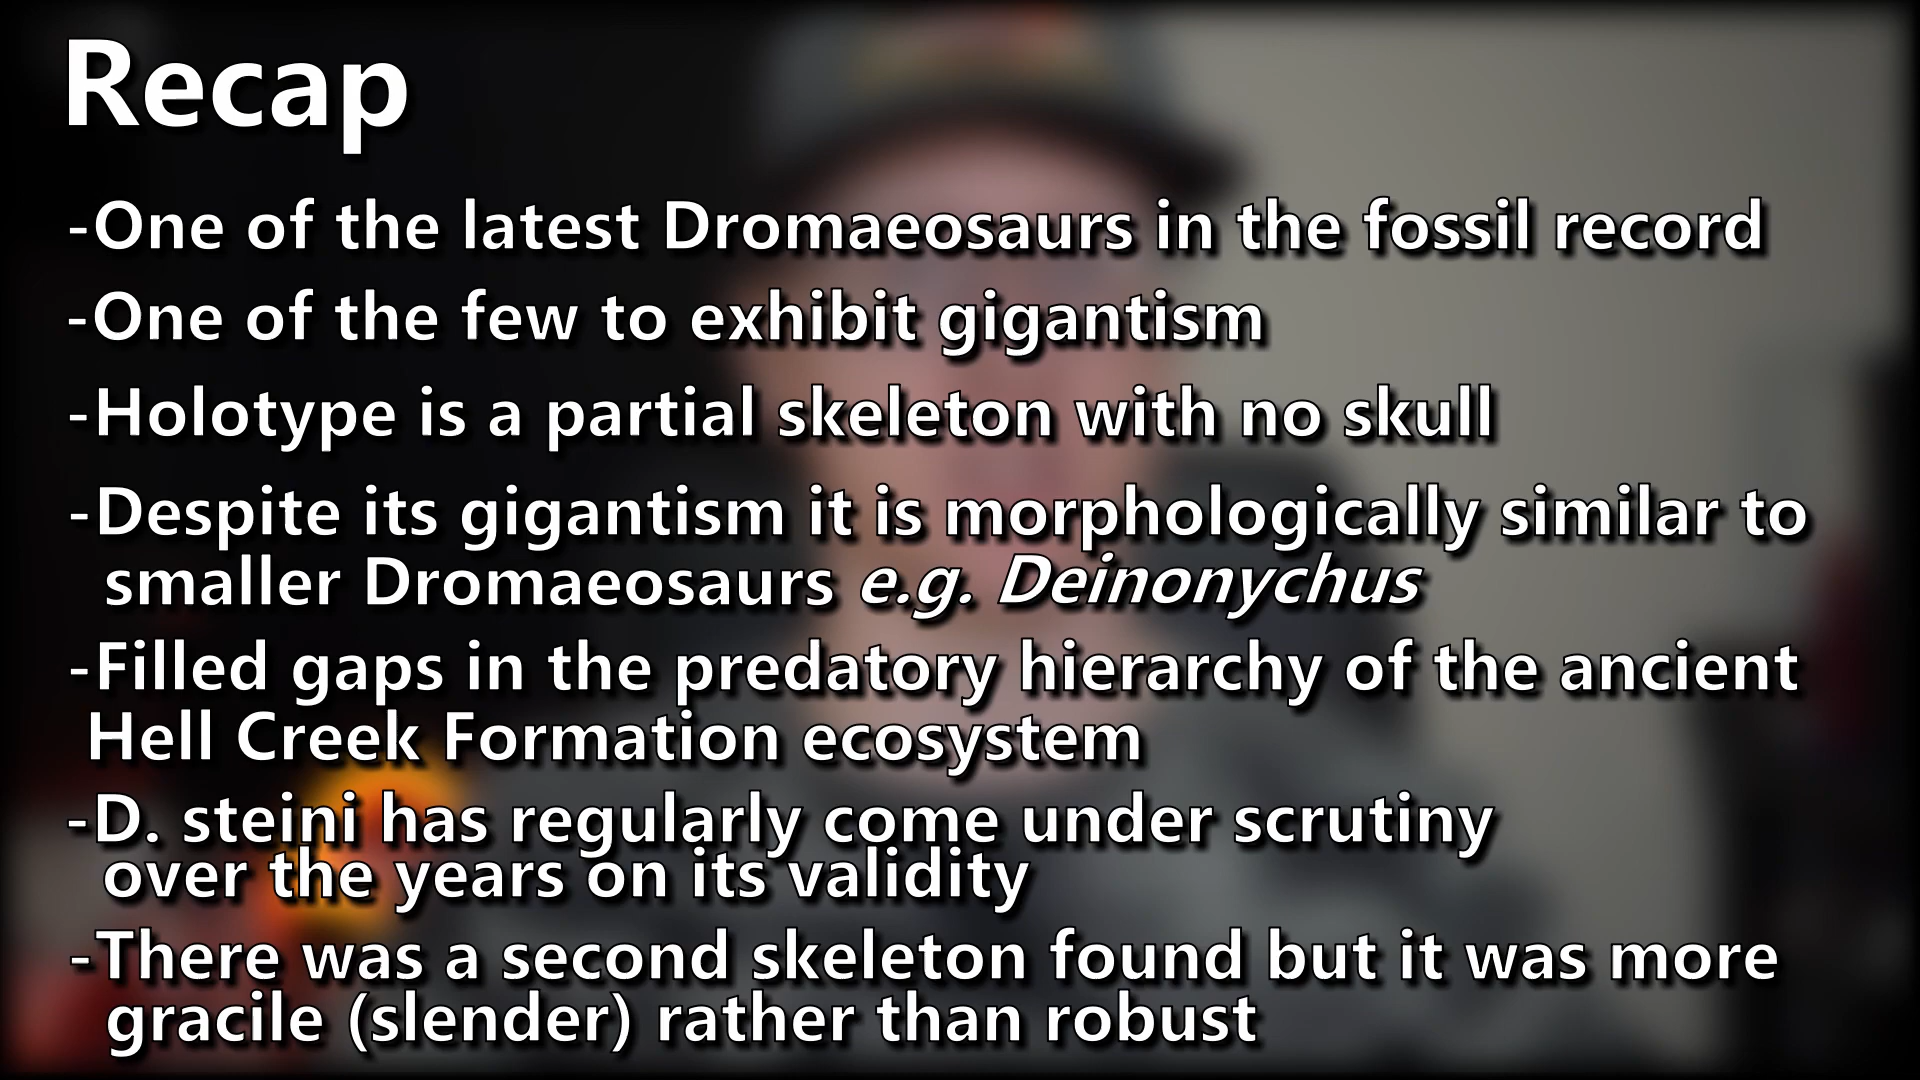 Recap
-One of the latest Dromaeosaurs in the fossil record
-One of the few to exhibit gigantism
-Holotype is a partial skeleton with no skull
-Despite its gigantism it is morphologically similar to
smaller Dromaeosaurs e.g. Deinonychus
-Filled gaps in the predatory hierarchy of the ancient
Hell Creek Formation ecosystem
-D. steini has regularly come under scrutiny
over the years on its validity
-There was a second skeleton found but it was more
gracile (slender) rather than robust